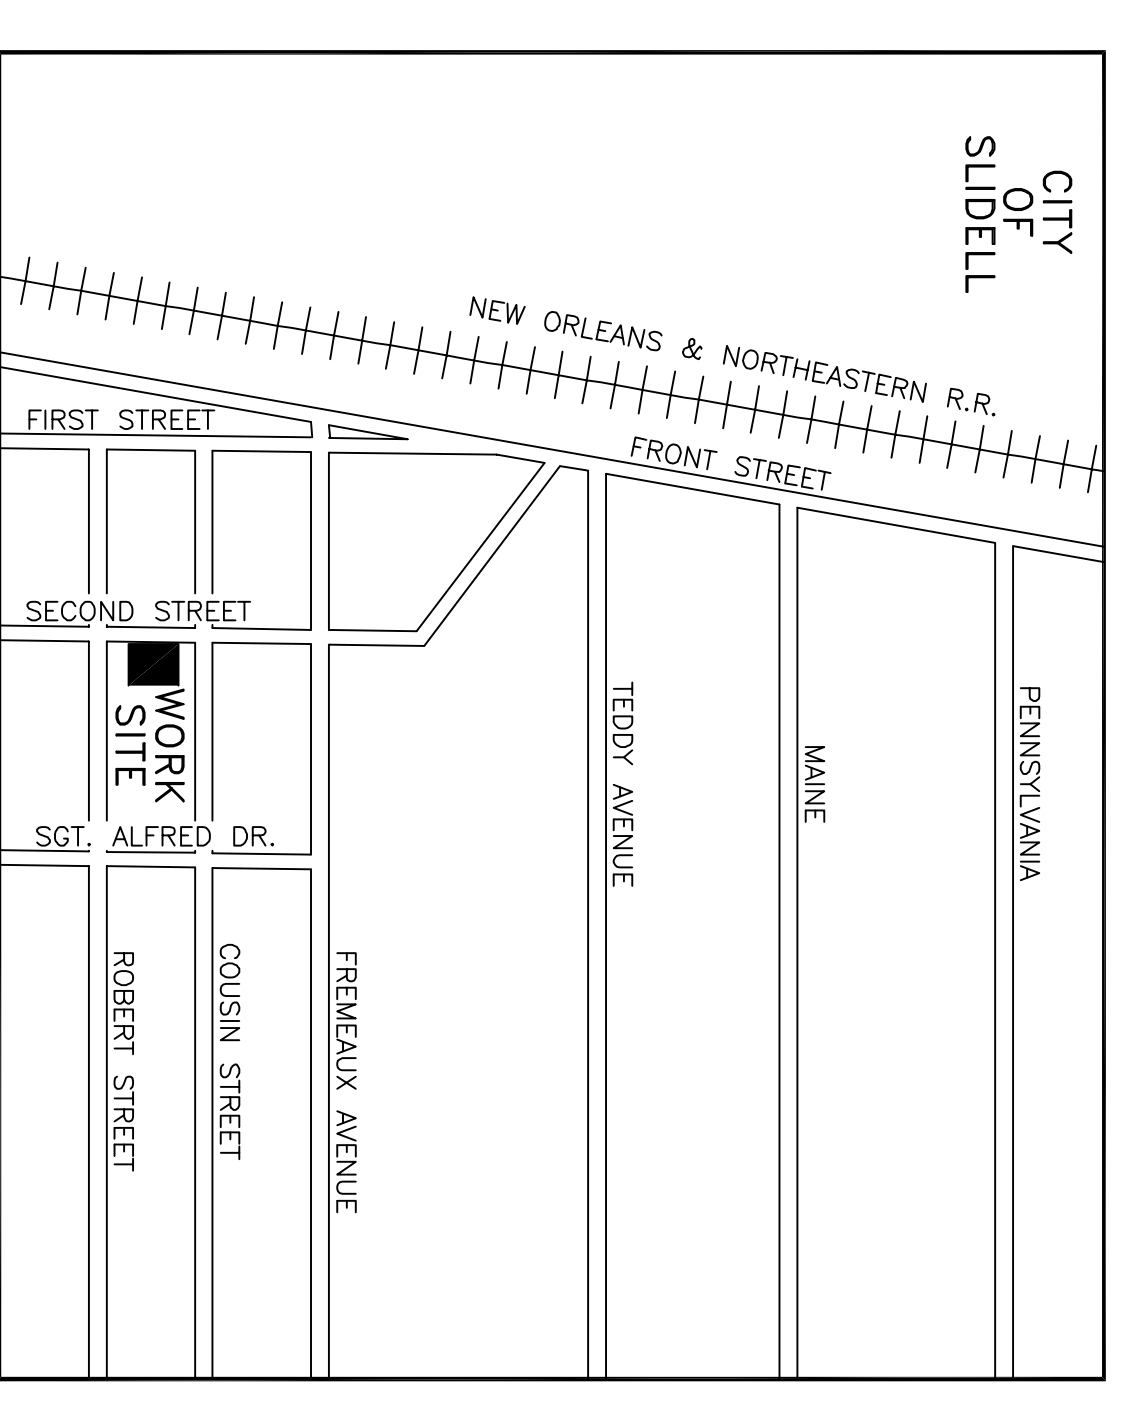 CITY
OF
SLIDELL
NEW ORLEANS & NORTHEASTERN R.R.
FIRST STREET
FRONT STREET
SECOND STREET
WORK
SITE
TEDDY AVENUE
MAINE
PENNSYLVANIA
SGT. ALFRED DR.
ROBERT STREET
COUSIN STREET
FREMEAUX AVENUE